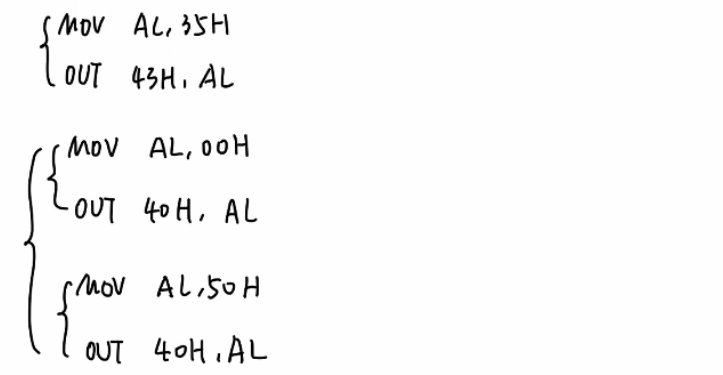 MOV AL, 35H
OUT 43H, AL
MOV AL, 00H
OUT 40H, AL
MOV AL, 50H
OUT 40H, AL